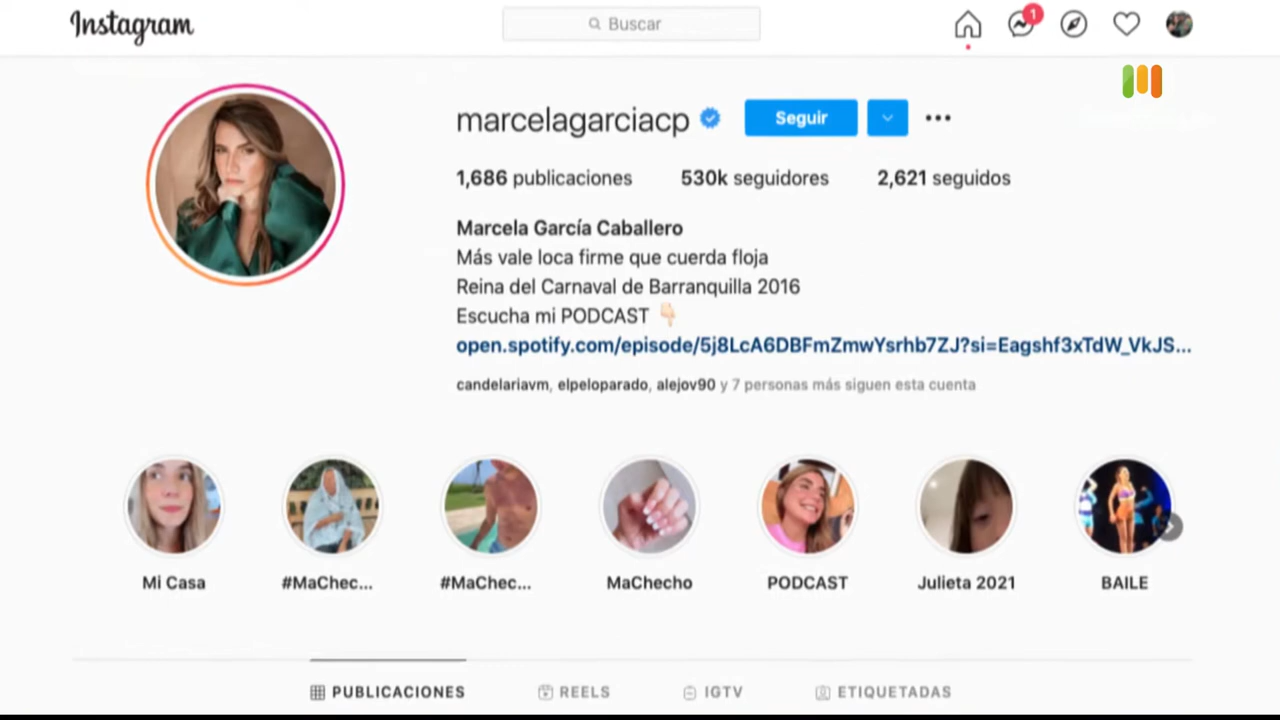 Instagram
Buscar
1
marcelagarciacp
Seguir
1,686 publicaciones 530k seguidores 2,621 seguidos
Marcela García Caballero
Más vale loca firme que cuerda floja
Reina del Carnaval de Barranquilla 2016
Escucha mi PODCAST 👇🏻
open.spotify.com/episode/5j8LcA6DBFmZmwYsrhb7ZJ?si=Eagshf3xTdW_VkJS...
candelariavm, elpeloparado, alejov90 y 7 personas más siguen esta cuenta
Mi Casa #MaChec... #MaChec... MaChecho PODCAST Julieta 2021 BAILE
PUBLICACIONES REELS IGTV ETIQUETADAS